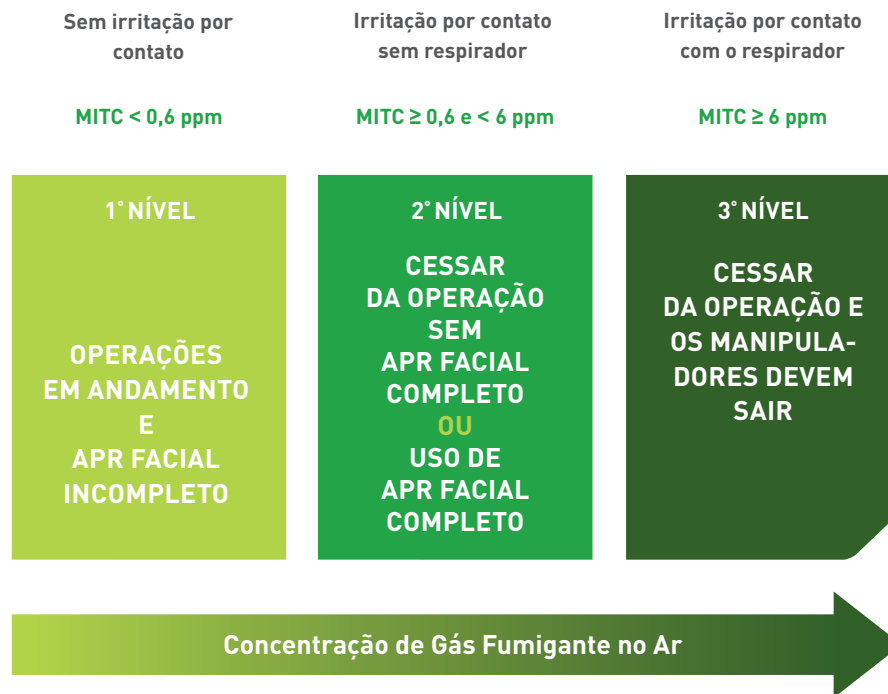 Sem irritação por
contato
MITC < 0,6 ppm
Irritação por contato
sem respirador
MITC ≥ 0,6 e < 6 ppm
Irritação por contato
com o respirador
MITC ≥ 6 ppm
1° NÍVEL
OPERAÇÕES
EM ANDAMENTO
E
APR FACIAL
INCOMPLETO
2° NÍVEL
CESSAR
DA OPERAÇÃO
SEM
APR FACIAL
COMPLETO
OU
USO DE
APR FACIAL
COMPLETO
3° NÍVEL
CESSAR
DA OPERAÇÃO E
OS MANIPULA-
DORES DEVEM
SAIR
Concentração de Gás Fumigante no Ar